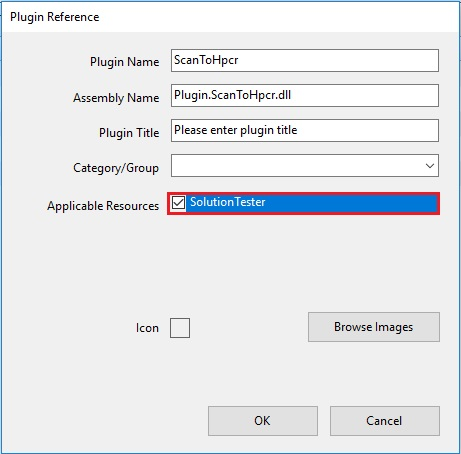 Plugin Reference
Plugin Name ScanToHpcr
Assembly Name Plugin.ScanToHpcr.dll
Plugin Title Please enter plugin title
Category/Group
Applicable Resources SolutionTester
Icon Browse Images
OK Cancel